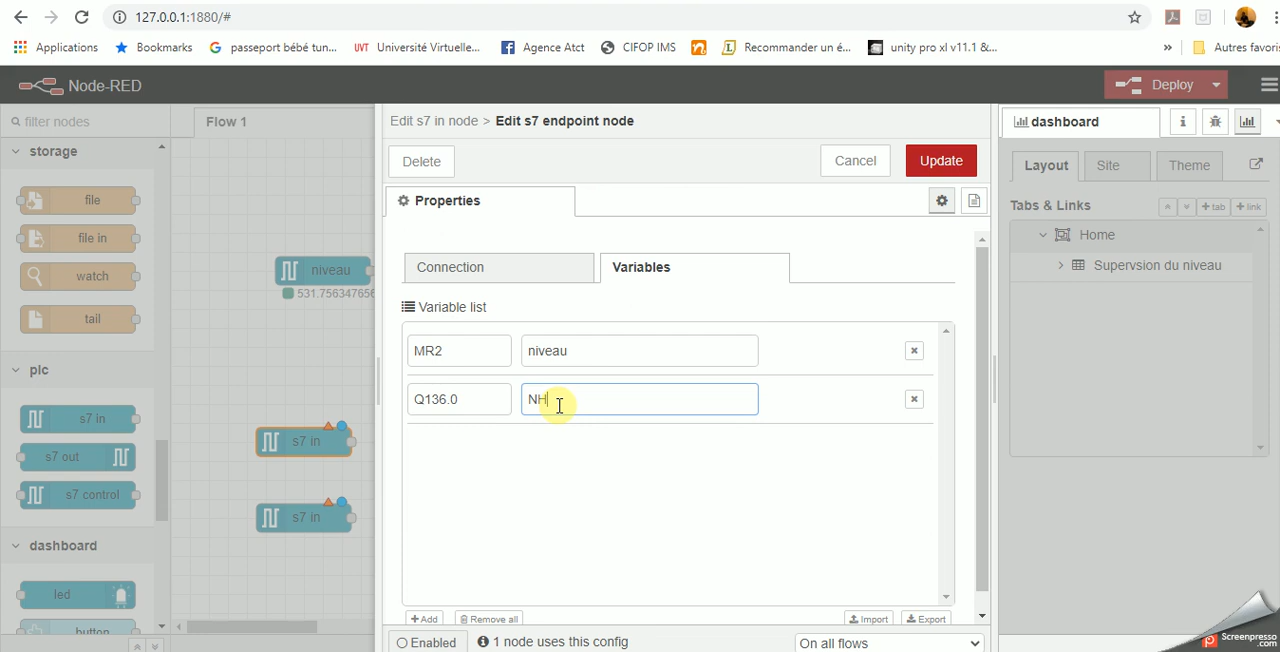 127.0.0.1:1880/#
Applications Bookmarks passeport bébé tun... UVT Université Virtuelle... Agence Atct CIFOP IMS Recommander un é... unity pro xl v11.1 &... » Autres favoris
Node-RED Deploy
filter nodes
storage
file
file in
watch
tail
plc
s7 in
s7 out
s7 control
dashboard
led
button
Flow 1
niveau
531.756347656
s7 in
s7 in
Edit s7 in node > Edit s7 endpoint node
Delete Cancel Update
Properties
Connection Variables
Variable list
MR2 niveau
Q136.0 NH
Add Remove all Import Export
Enabled 1 node uses this config On all flows
dashboard
Layout Site Theme
Tabs & Links + tab + link
Home
Supervsion du niveau
Screenpresso
.com